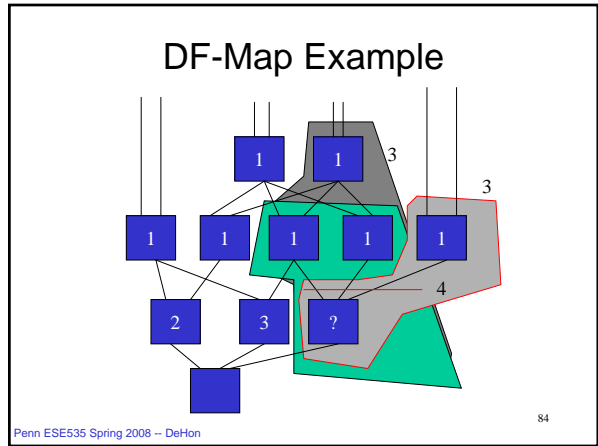 DF-Map Example
1 1 3
3
1 1 1 1 1
4
2 3 ?
84
Penn ESE535 Spring 2008 -- DeHon